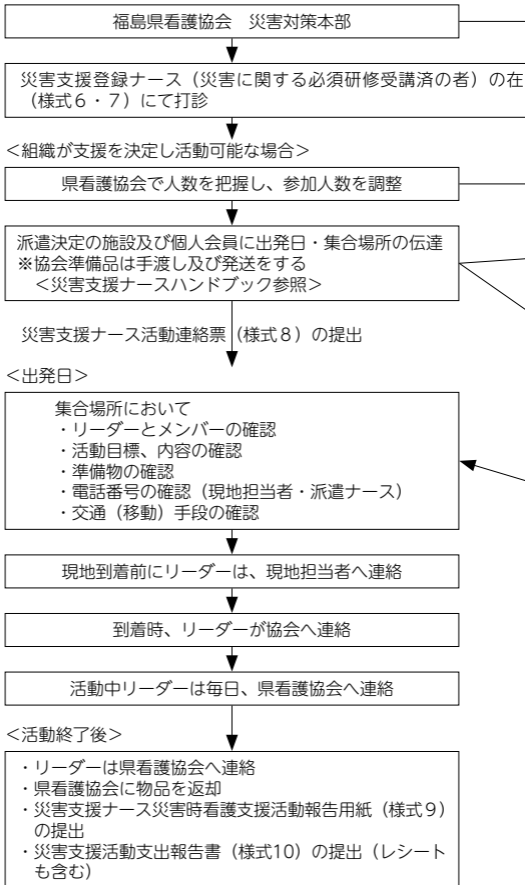 福島県看護協会　災害対策本部
災害支援登録ナース（災害に関する必須研修受講済の者）の在
（様式６・７）にて打診
＜組織が支援を決定し活動可能な場合＞
県看護協会で人数を把握し、参加人数を調整
派遣決定の施設及び個人会員に出発日・集合場所の伝達
※協会準備品は手渡し及び発送をする
＜災害支援ナースハンドブック参照＞
災害支援ナース活動連絡票（様式８）の提出
＜出発日＞
集合場所において
・リーダーとメンバーの確認
・活動目標、内容の確認
・準備物の確認
・電話番号の確認（現地担当者・派遣ナース）
・交通（移動）手段の確認
現地到着前にリーダーは、現地担当者へ連絡
到着時、リーダーが協会へ連絡
活動中リーダーは毎日、県看護協会へ連絡
＜活動終了後＞
・リーダーは県看護協会へ連絡
・県看護協会に物品を返却
・災害支援ナース災害時看護支援活動報告用紙（様式９）
の提出
・災害支援活動支出報告書（様式10）の提出（レシート
も含む）